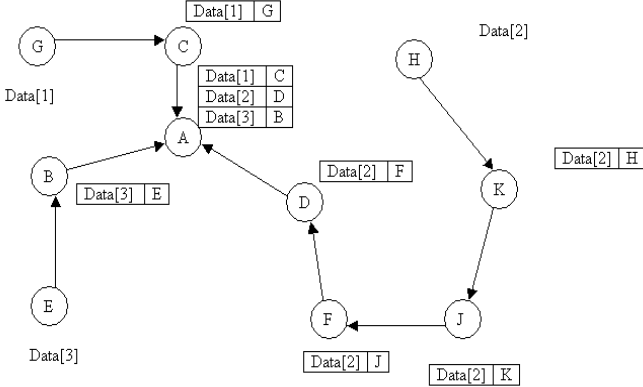 Data[1] G
Data[2]
G
C
H
Data[1]
Data[1] C
Data[2] D
Data[3] B
A
Data[2] H
B
Data[3] E
Data[2] F
D
K
E
F
J
Data[3]
Data[2] J
Data[2] K